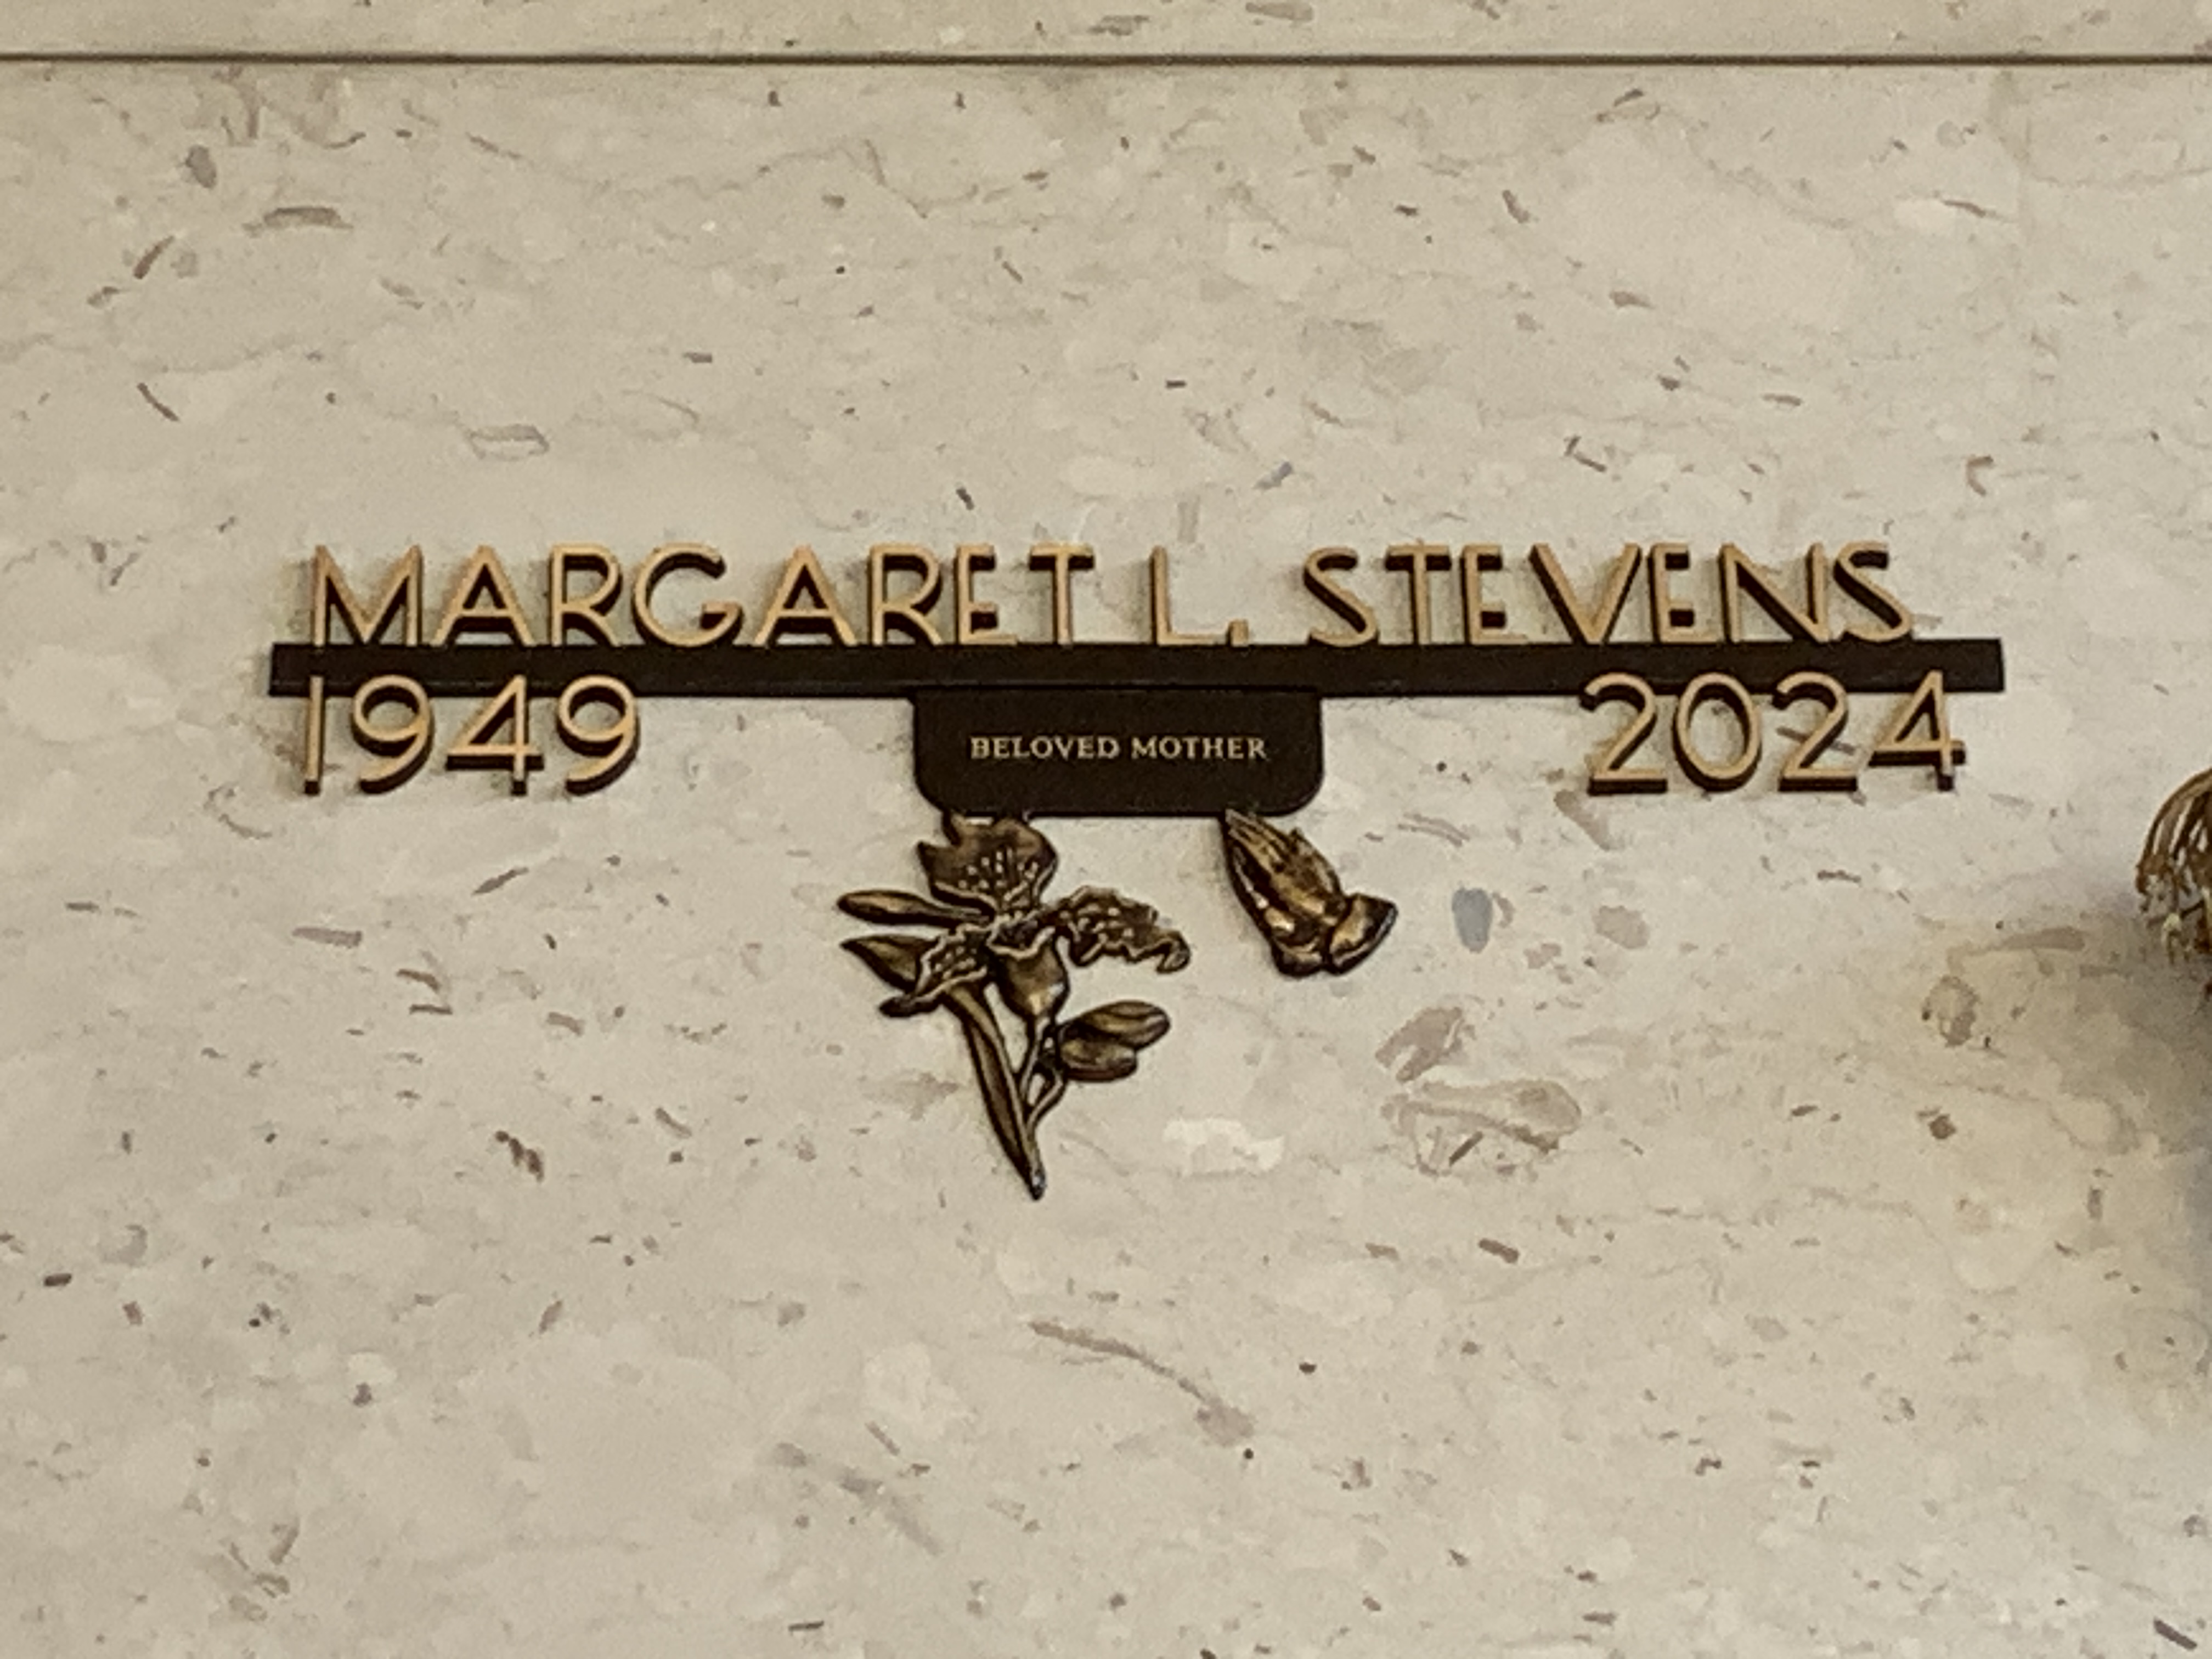 MARGARET L. STEVENS
1949 2024
BELOVED MOTHER